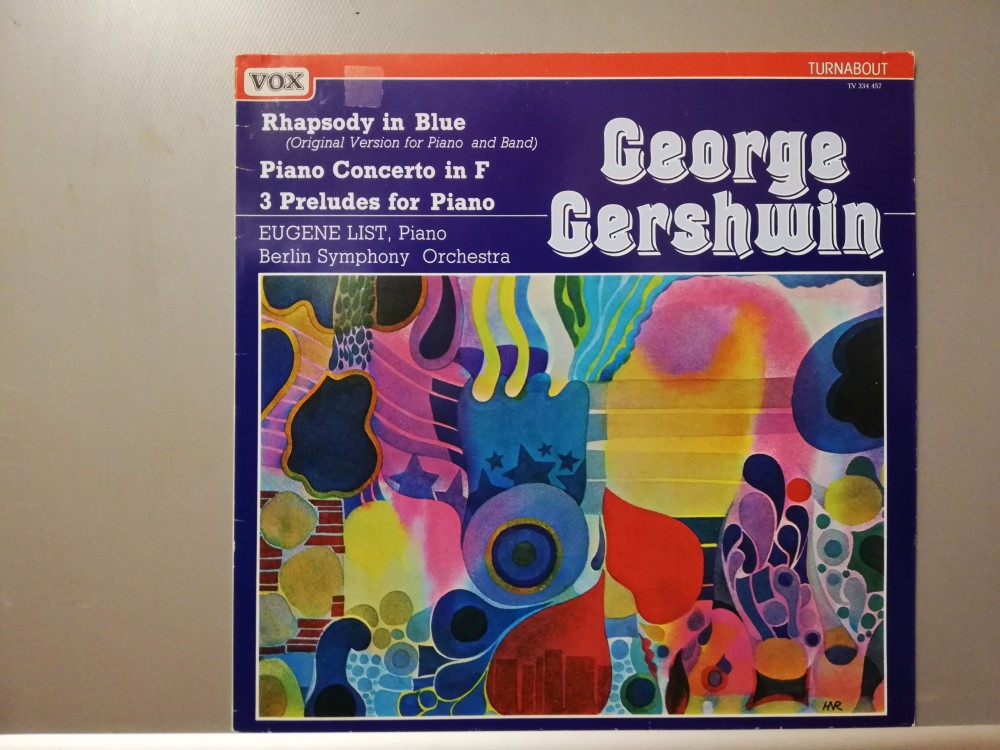 VOX
TURNABOUT
TV 334 457
Rhapsody in Blue
(Original Version for Piano and Band)
Piano Concerto in F
3 Preludes for Piano
EUGENE LIST, Piano
Berlin Symphony Orchestra
George
Gershwin
HNR